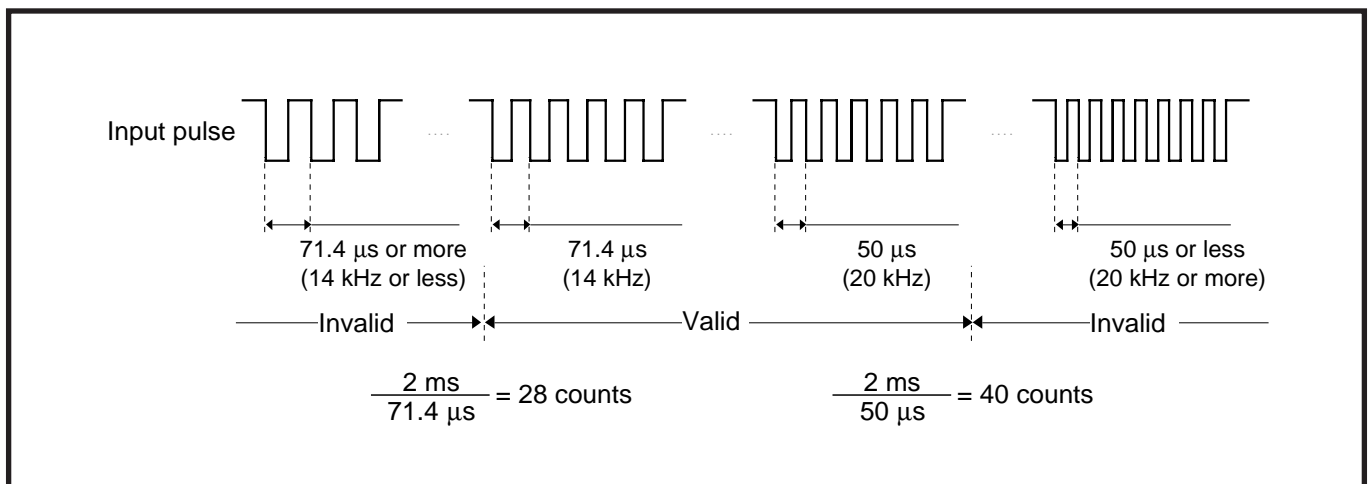 Input pulse
.... .... ....
71.4 μs or more
(14 kHz or less)
71.4 μs
(14 kHz)
50 μs
(20 kHz)
50 μs or less
(20 kHz or more)
Invalid
Valid
Invalid
2 ms
71.4 μs
= 28 counts
2 ms
50 μs
= 40 counts